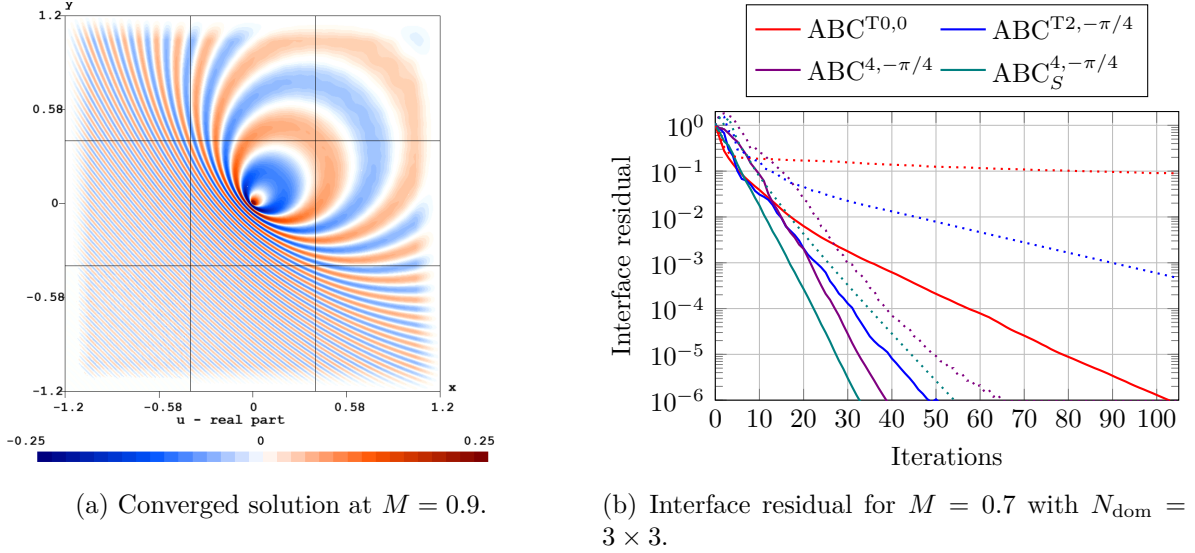 y
1.2
0.58
0
−0.58
−1.2
x
−1.2 −0.58 0 0.58 1.2
u - real part
−0.25 0 0.25
(a) Converged solution at M = 0.9.
ABC^{T0,0} ABC^{T2,−π/4}
ABC^{4,−π/4} ABC_S^{4,−π/4}
Interface residual
10^0
10^{−1}
10^{−2}
10^{−3}
10^{−4}
10^{−5}
10^{−6}
0 10 20 30 40 50 60 70 80 90 100
Iterations
(b) Interface residual for M = 0.7 with N_{dom} =
3 × 3.